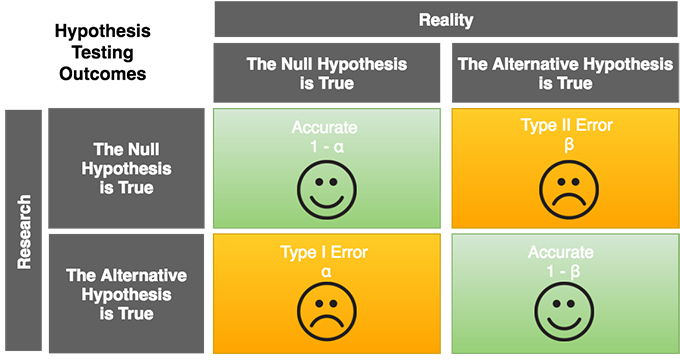 Hypothesis
Testing
Outcomes
Reality
The Null Hypothesis
is True
The Alternative Hypothesis
is True
Research
The Null
Hypothesis
is True
Accurate
1 - α
Type II Error
β
The Alternative
Hypothesis
is True
Type I Error
α
Accurate
1 - β